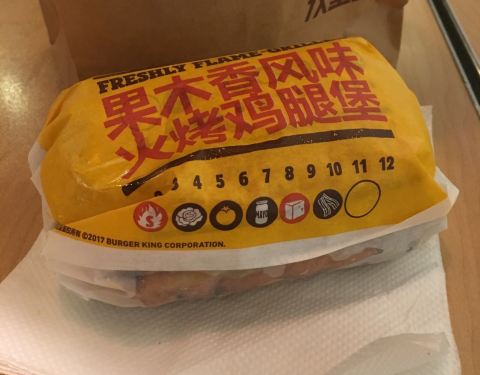 FRESHLY FLAME-GRILLED
果木香风味
火烤鸡腿堡
3 4 5 6 7 8 9 10 11 12
MAYO
©2017 BURGER KING CORPORATION.